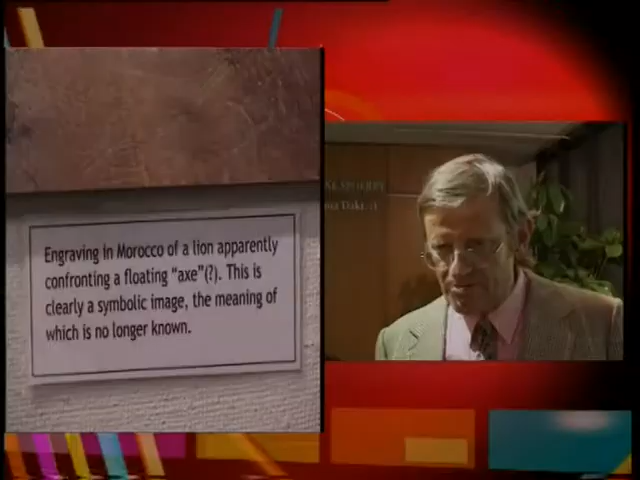 Engraving in Morocco of a lion apparently
confronting a floating "axe"(?). This is
clearly a symbolic image, the meaning of
which is no longer known.